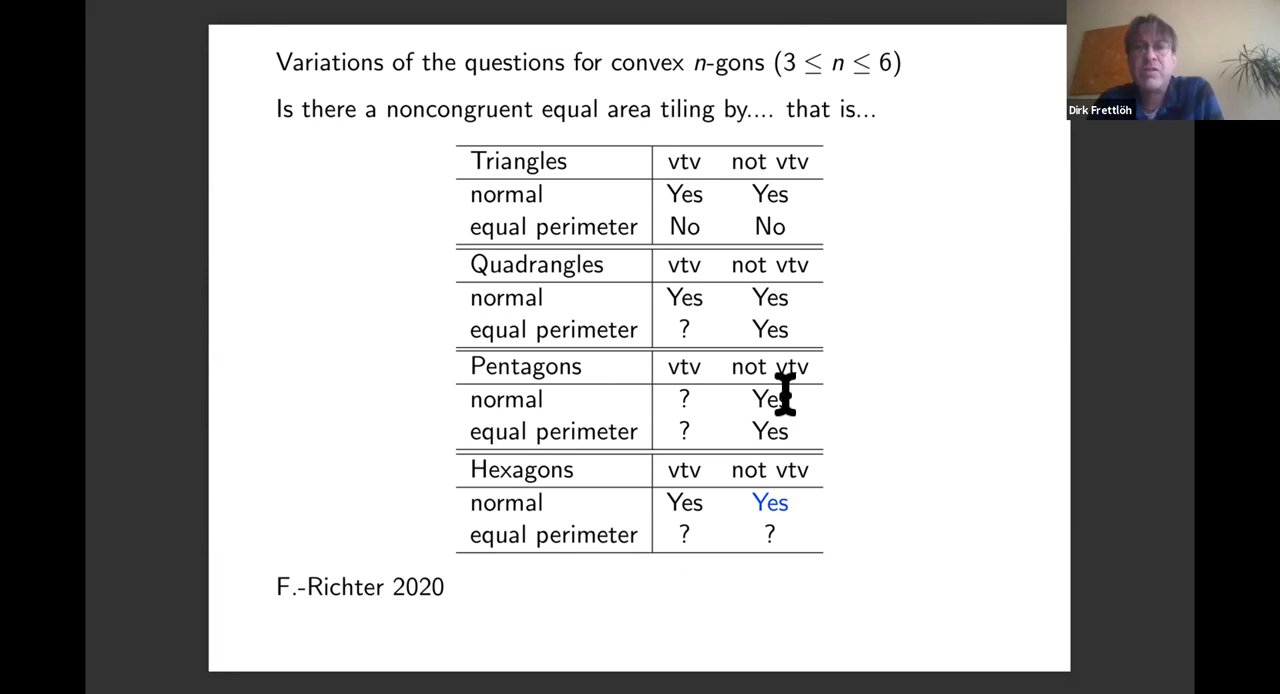 Variations of the questions for convex n-gons (3 ≤ n ≤ 6)
Is there a noncongruent equal area tiling by.... that is...
Triangles vtv not vtv
normal Yes Yes
equal perimeter No No
Quadrangles vtv not vtv
normal Yes Yes
equal perimeter ? Yes
Pentagons vtv not vtv
normal ? Yes
equal perimeter ? Yes
Hexagons vtv not vtv
normal Yes Yes
equal perimeter ? ?
F.-Richter 2020
Dirk Frettlöh